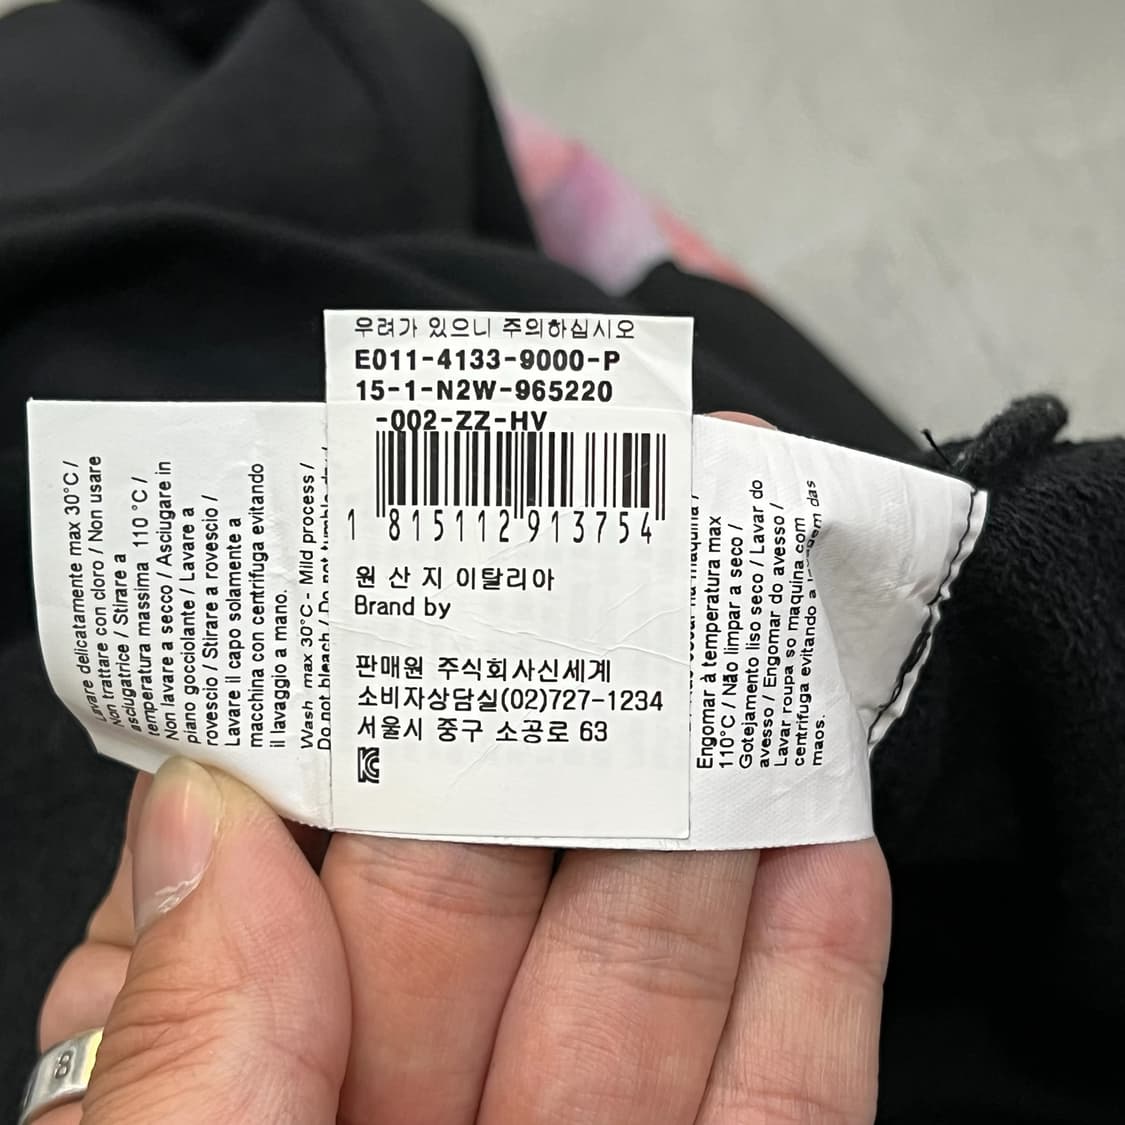 Lavare delicatamente max 30°C /
Non trattare con cloro / Non usare
asciugatrice / Stirare a
temperatura massima 110 °C /
Non lavare a secco / Asciugare in
piano gocciolante / Lavare a
rovescio / Stirare a rovescio /
Lavare il capo solamente a
macchina con centrifuga evitando
il lavaggio a mano.
Wash max 30°C - Mild process /
Do not bleach / Do not tumble
우려가 있으니 주의하십시오
E011-4133-9000-P
15-1-N2W-965220
-002-ZZ-HV
1 815112 913754
원 산 지 이탈리아
Brand by
판매원 주식회사신세계
소비자상담실(02)727-1234
서울시 중구 소공로 63
KC
Engomar à temperatura max
110°C / Não limpar a seco /
Gotejamento liso seco / Lavar do
avesso / Engomar do avesso /
Lavar roupa so maquina com
centrifuga evitando a das
maos.
8